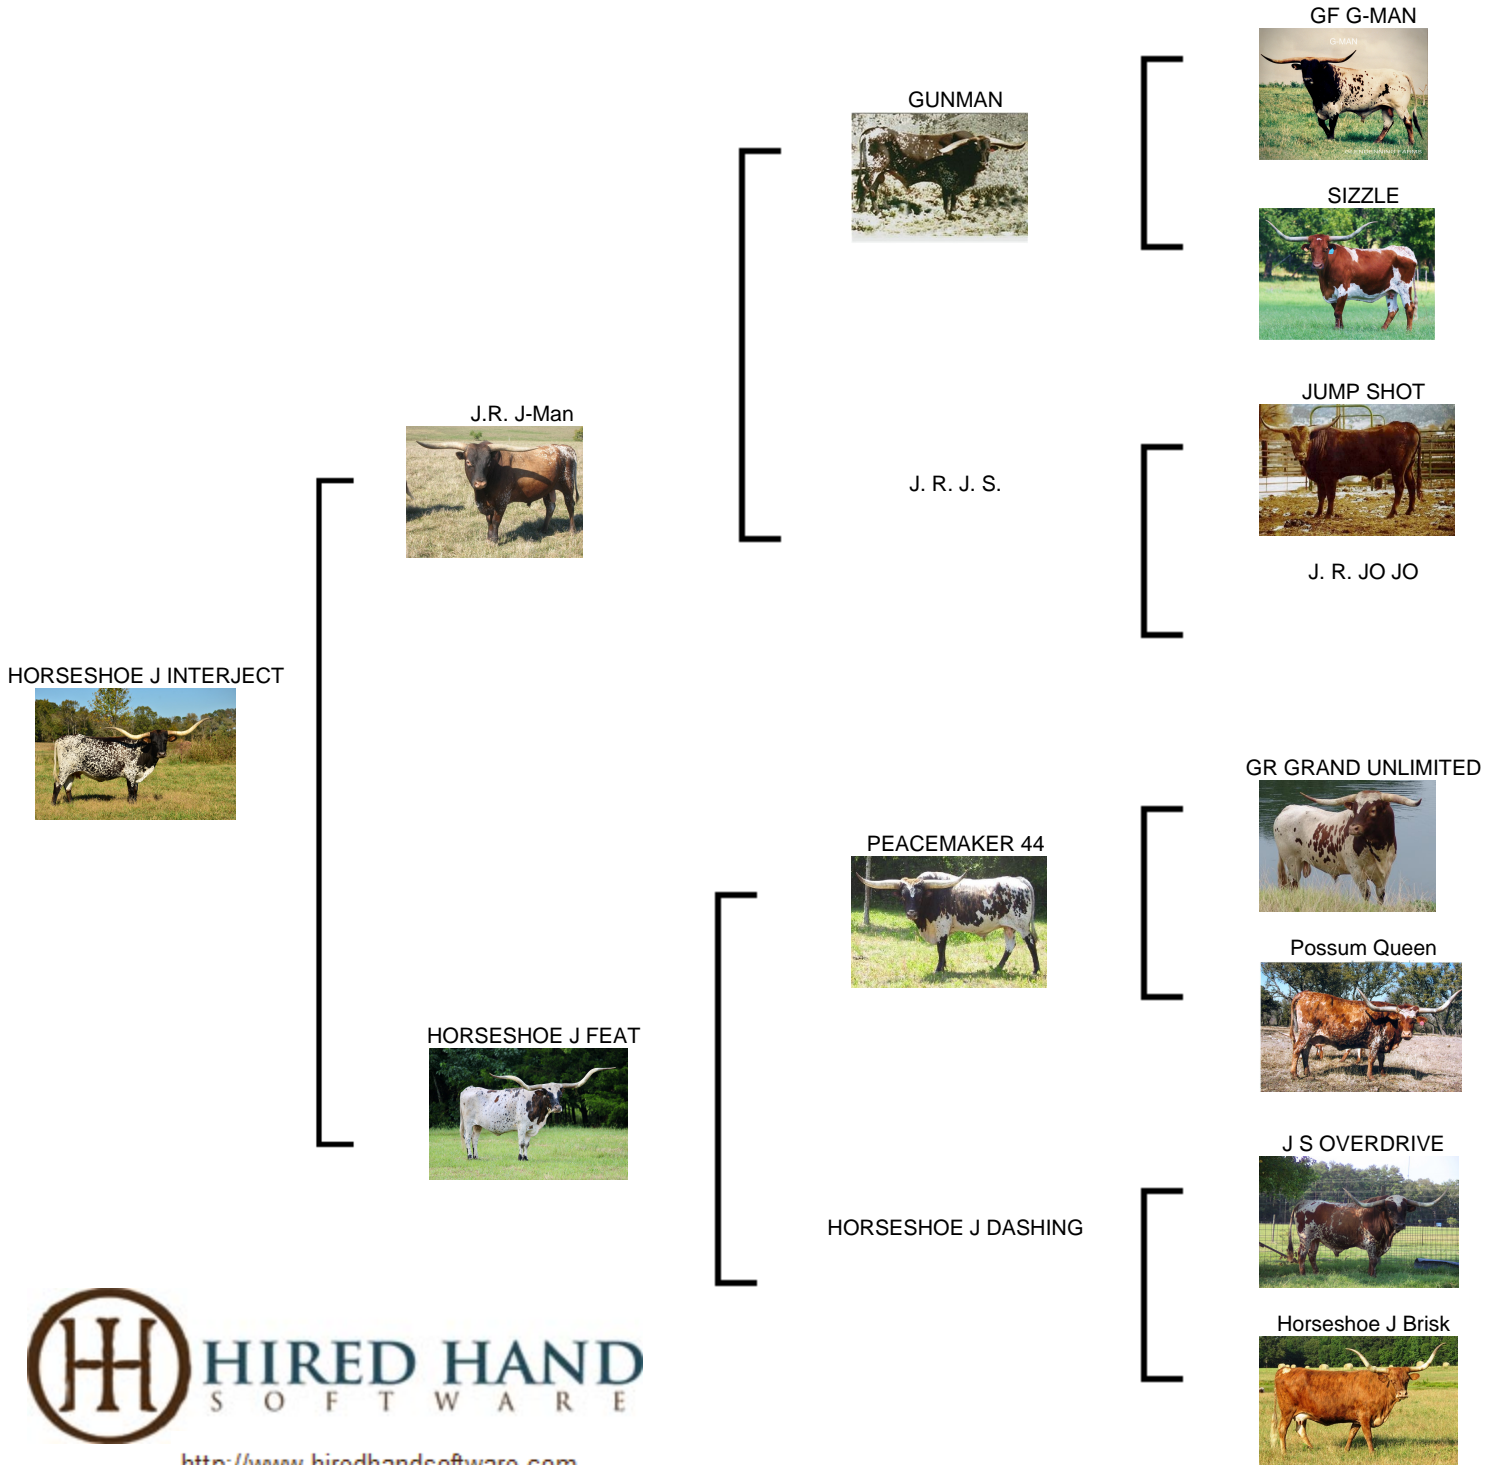 GF G-MAN
G-MAN
GUNMAN
SIZZLE
JUMP SHOT
J.R. J-Man
J. R. J. S.
J. R. JO JO
HORSESHOE J INTERJECT
GR GRAND UNLIMITED
PEACEMAKER 44
Possum Queen
HORSESHOE J FEAT
J S OVERDRIVE
HORSESHOE J DASHING
Horseshoe J Brisk
HIRED HAND
SOFTWARE
http://www.hiredhandsoftware.com